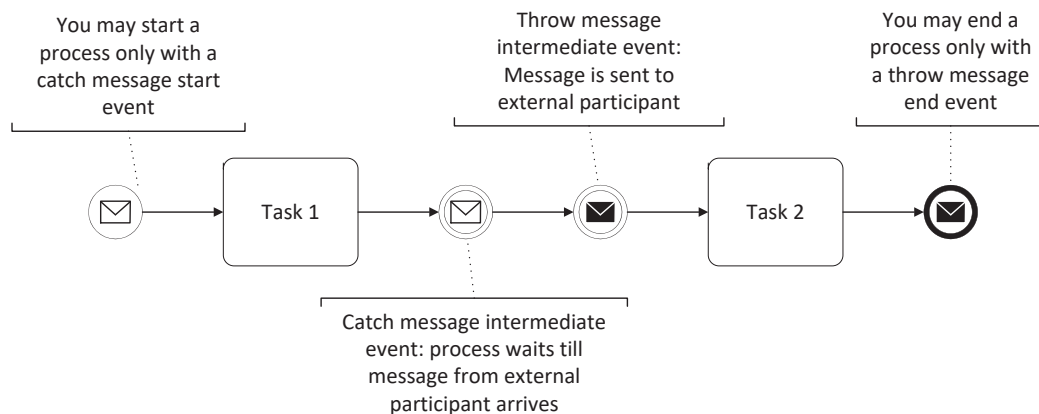 You may start a
process only with a
catch message start
event
Throw message
intermediate event:
Message is sent to
external participant
You may end a
process only with
a throw message
end event
Task 1
Task 2
Catch message intermediate
event: process waits till
message from external
participant arrives